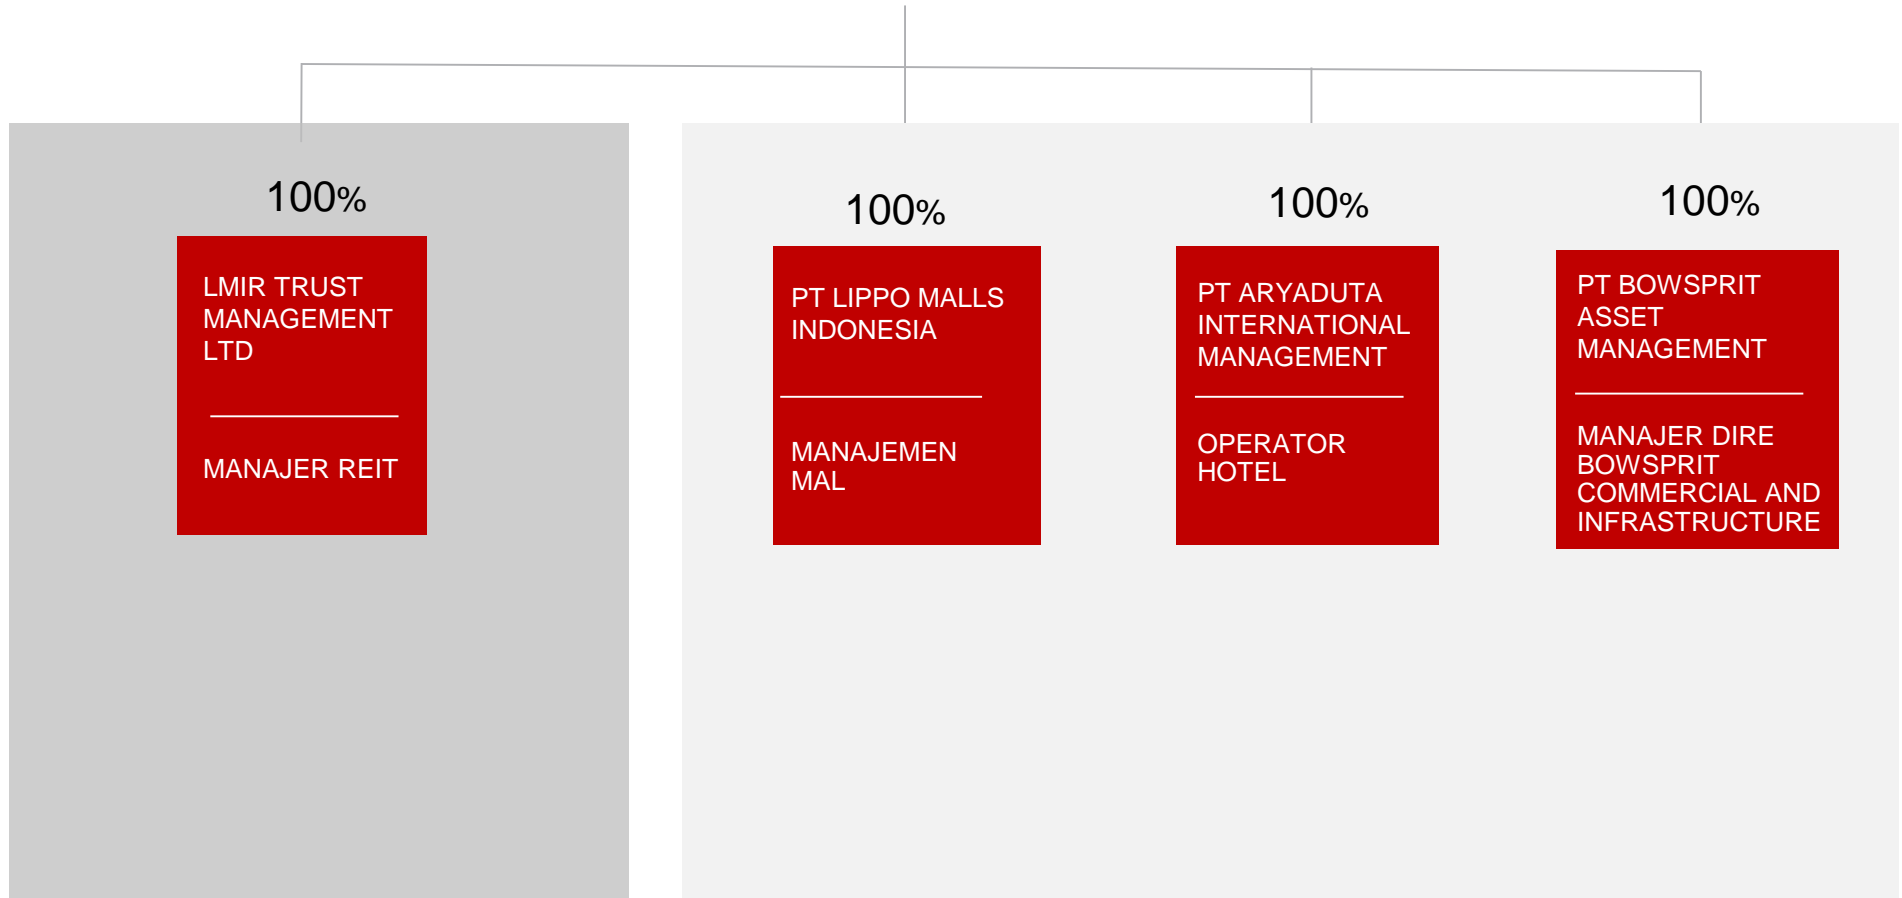 100%
LMIR TRUST
MANAGEMENT
LTD
MANAJER REIT
100%
PT LIPPO MALLS
INDONESIA
MANAJEMEN
MAL
100%
PT ARYADUTA
INTERNATIONAL
MANAGEMENT
OPERATOR
HOTEL
100%
PT BOWSPRIT
ASSET
MANAGEMENT
MANAJER DIRE
BOWSPRIT
COMMERCIAL AND
INFRASTRUCTURE